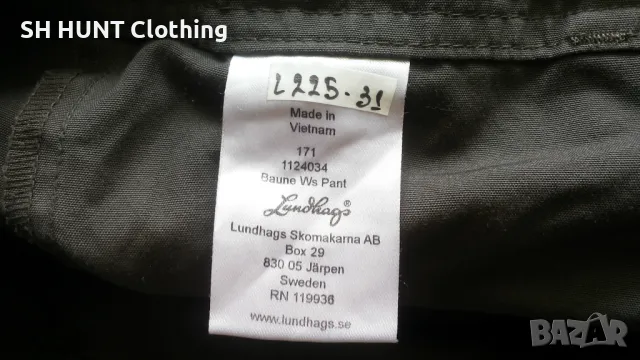 SH HUNT Clothing
L225-31
Made In
Vietnam
171
1124034
Baune Ws Pant
Lundhags®
Lundhags Skomakarna AB
Box 29
830 05 Järpen
Sweden
RN 119936
www.lundhags.se
BAZAR